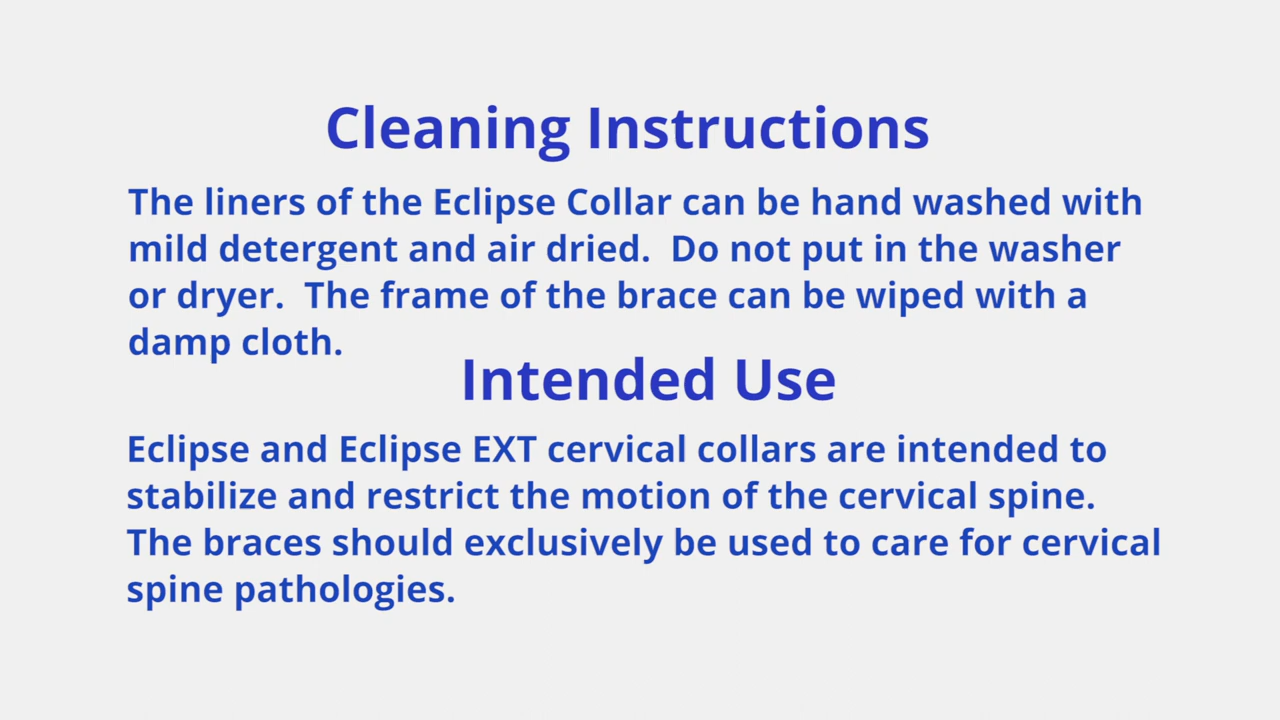 Cleaning Instructions
The liners of the Eclipse Collar can be hand washed with
mild detergent and air dried.  Do not put in the washer
or dryer.  The frame of the brace can be wiped with a
damp cloth.
Intended Use
Eclipse and Eclipse EXT cervical collars are intended to
stabilize and restrict the motion of the cervical spine.
The braces should exclusively be used to care for cervical
spine pathologies.